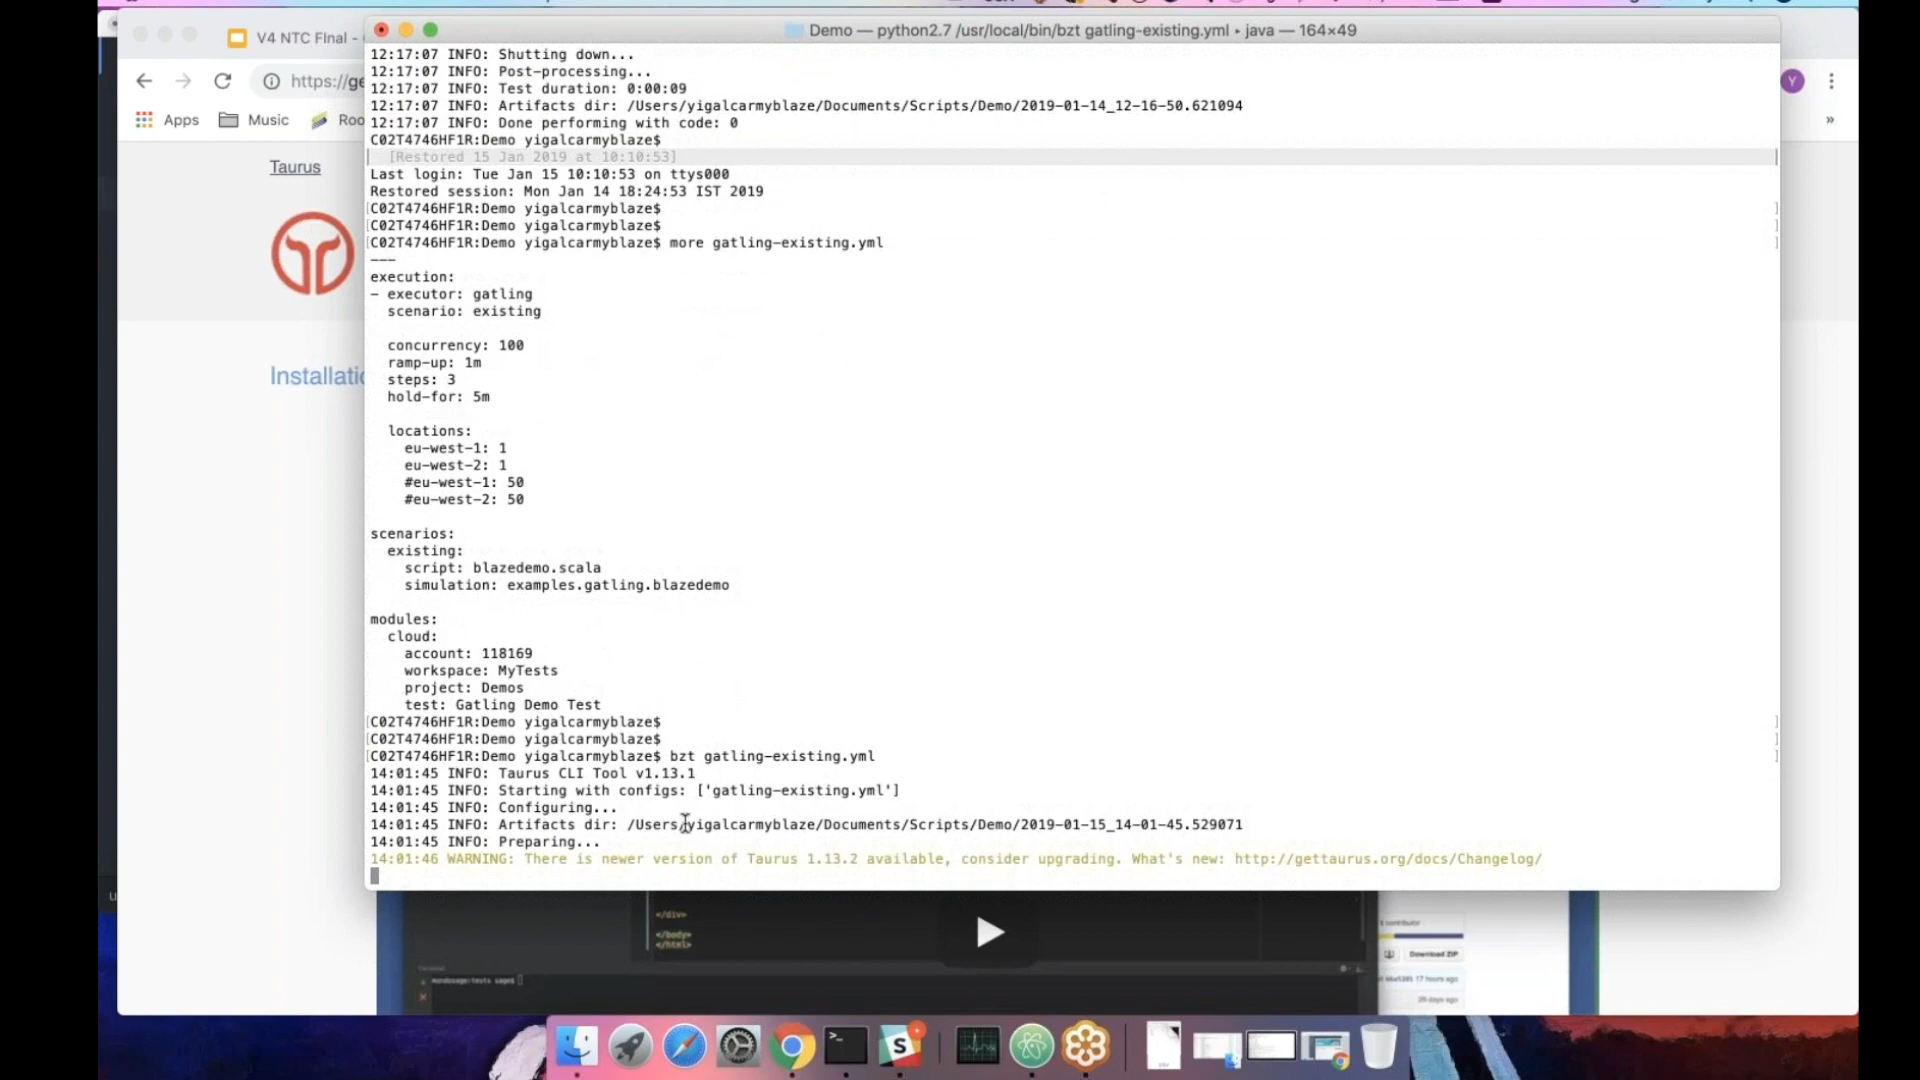 V4 NTC FInal -
Demo — python2.7 /usr/local/bin/bzt gatling-existing.yml ▸ java — 164×49
https://ge
Apps
Music
Roo
»
Y
Taurus
Installatio
12:17:07 INFO: Shutting down...
12:17:07 INFO: Post-processing...
12:17:07 INFO: Test duration: 0:00:09
12:17:07 INFO: Artifacts dir: /Users/yigalcarmyblaze/Documents/Scripts/Demo/2019-01-14_12-16-50.621094
12:17:07 INFO: Done performing with code: 0
C02T4746HF1R:Demo yigalcarmyblaze$
[Restored 15 Jan 2019 at 10:10:53]
Last login: Tue Jan 15 10:10:53 on ttys000
Restored session: Mon Jan 14 18:24:53 IST 2019
[C02T4746HF1R:Demo yigalcarmyblaze$ ]
[C02T4746HF1R:Demo yigalcarmyblaze$ ]
[C02T4746HF1R:Demo yigalcarmyblaze$ more gatling-existing.yml ]
---
execution:
- executor: gatling
scenario: existing
concurrency: 100
ramp-up: 1m
steps: 3
hold-for: 5m
locations:
eu-west-1: 1
eu-west-2: 1
#eu-west-1: 50
#eu-west-2: 50
scenarios:
existing:
script: blazedemo.scala
simulation: examples.gatling.blazedemo
modules:
cloud:
account: 118169
workspace: MyTests
project: Demos
test: Gatling Demo Test
[C02T4746HF1R:Demo yigalcarmyblaze$ ]
[C02T4746HF1R:Demo yigalcarmyblaze$ ]
[C02T4746HF1R:Demo yigalcarmyblaze$ bzt gatling-existing.yml ]
14:01:45 INFO: Taurus CLI Tool v1.13.1
14:01:45 INFO: Starting with configs: ['gatling-existing.yml']
14:01:45 INFO: Configuring...
14:01:45 INFO: Artifacts dir: /Users/yigalcarmyblaze/Documents/Scripts/Demo/2019-01-15_14-01-45.529071
14:01:45 INFO: Preparing...
14:01:46 WARNING: There is newer version of Taurus 1.13.2 available, consider upgrading. What's new: http://gettaurus.org/docs/Changelog/
</div>
</body>
</html>
contributor
Download ZIP
17 hours ago
days ago